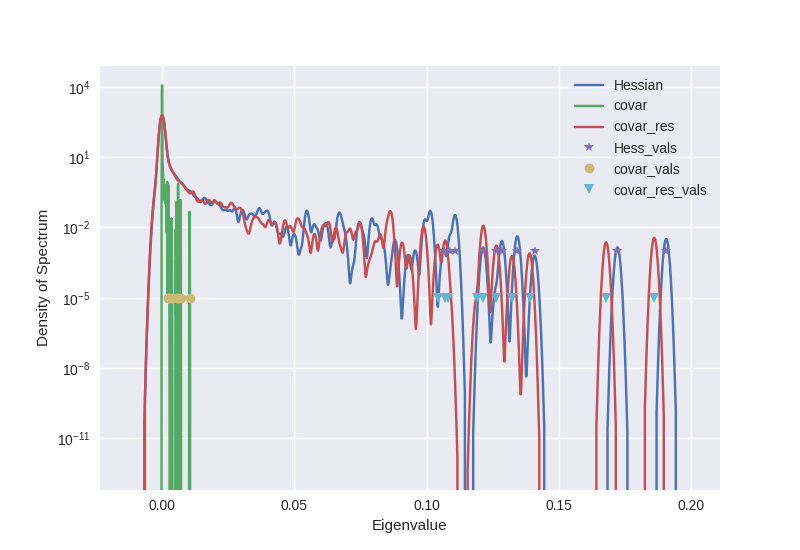 Density of Spectrum
10^4
10^1
10^−2
10^−5
10^−8
10^−11
Hessian
covar
covar_res
Hess_vals
covar_vals
covar_res_vals
0.00 0.05 0.10 0.15 0.20
Eigenvalue